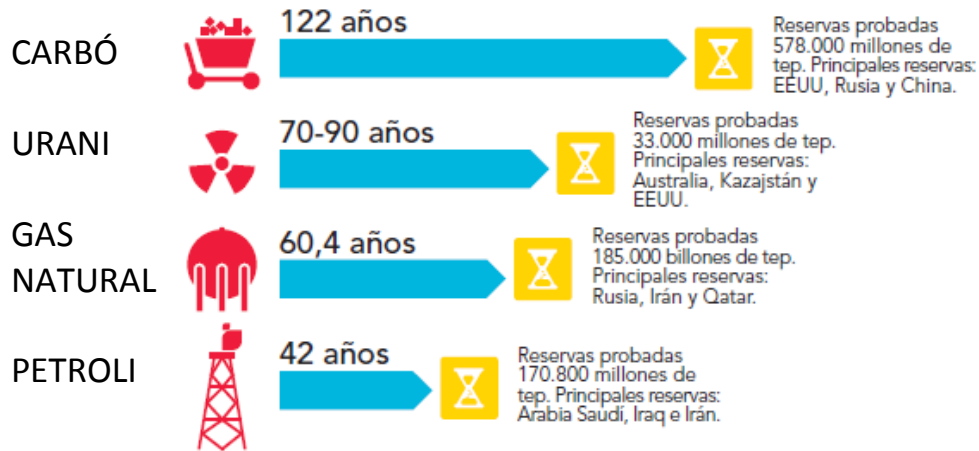 CARBÓ
122 años
Reservas probadas
578.000 millones de
tep. Principales reservas:
EEUU, Rusia y China.
URANI
70-90 años
Reservas probadas
33.000 millones de tep.
Principales reservas:
Australia, Kazajstán y
EEUU.
GAS
NATURAL
60,4 años
Reservas probadas
185.000 billones de tep.
Principales reservas:
Rusia, Irán y Qatar.
PETROLI
42 años
Reservas probadas
170.800 millones de
tep. Principales reservas:
Arabia Saudí, Iraq e Irán.